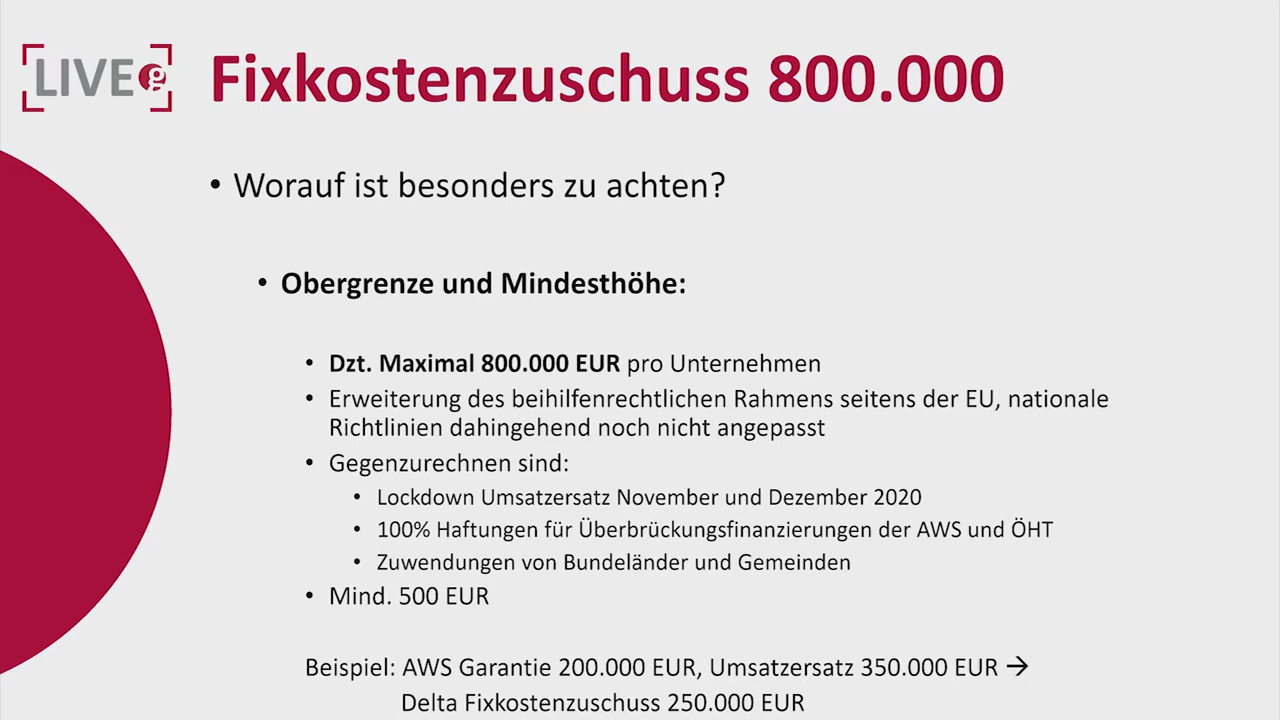 LIVE g
Fixkostenzuschuss 800.000
• Worauf ist besonders zu achten?
• Obergrenze und Mindesthöhe:
• Dzt. Maximal 800.000 EUR pro Unternehmen
• Erweiterung des beihilfenrechtlichen Rahmens seitens der EU, nationale
Richtlinien dahingehend noch nicht angepasst
• Gegenzurechnen sind:
• Lockdown Umsatzersatz November und Dezember 2020
• 100% Haftungen für Überbrückungsfinanzierungen der AWS und ÖHT
• Zuwendungen von Bundeländer und Gemeinden
• Mind. 500 EUR
Beispiel: AWS Garantie 200.000 EUR, Umsatzersatz 350.000 EUR →
Delta Fixkostenzuschuss 250.000 EUR